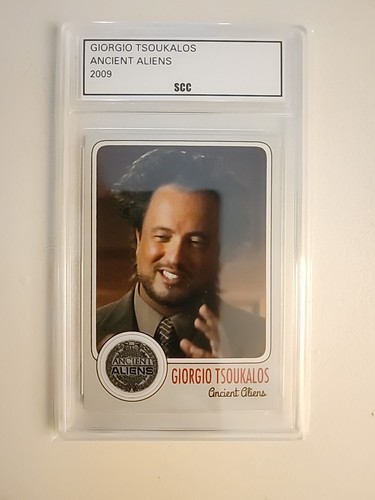 GIORGIO TSOUKALOS
ANCIENT ALIENS
2009
SCC
ANCIENT
ALIENS
GIORGIO TSOUKALOS
Ancient Aliens